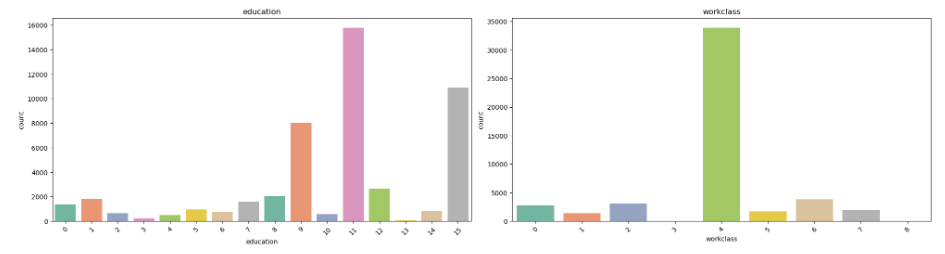 education
16000
14000
12000
10000
8000
6000
4000
2000
0
count
0 1 2 3 4 5 6 7 8 9 10 11 12 13 14 15
education
workclass
35000
30000
25000
20000
15000
10000
5000
0
count
0 1 2 3 4 5 6 7 8
workclass